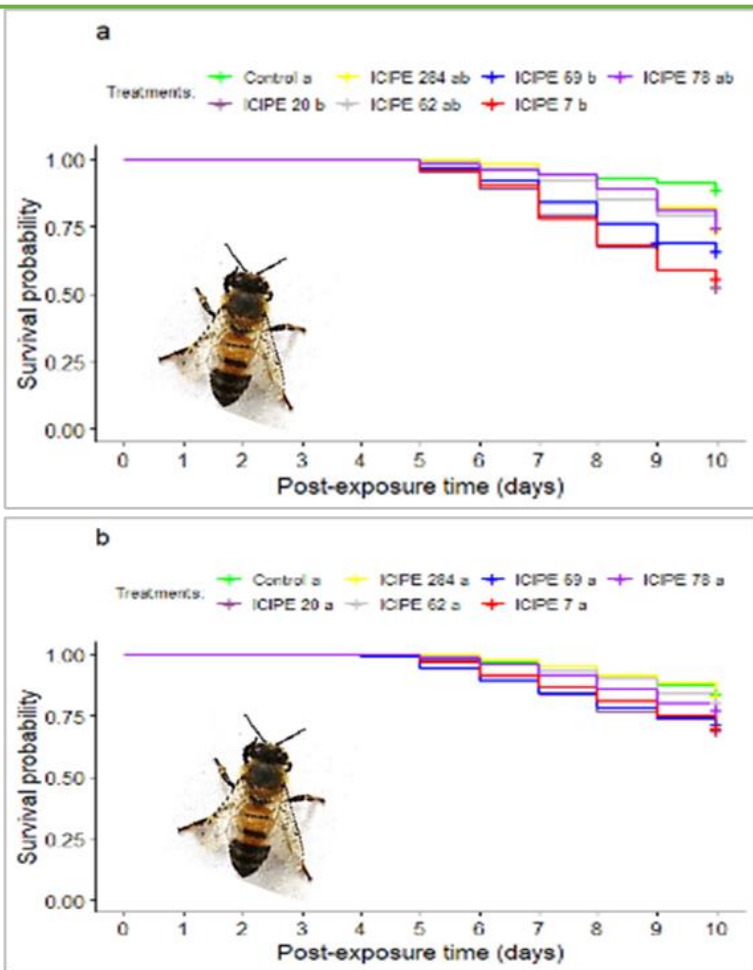 a
Treatments: Control a ICIPE 284 ab ICIPE 69 b ICIPE 78 ab
ICIPE 20 b ICIPE 62 ab ICIPE 7 b
1.00
0.75
0.50
0.25
0.00
Survival probability
0 1 2 3 4 5 6 7 8 9 10
Post-exposure time (days)
b
Treatments: Control a ICIPE 284 a ICIPE 69 a ICIPE 78 a
ICIPE 20 a ICIPE 62 a ICIPE 7 a
1.00
0.75
0.50
0.25
0.00
Survival probability
0 1 2 3 4 5 6 7 8 9 10
Post-exposure time (days)